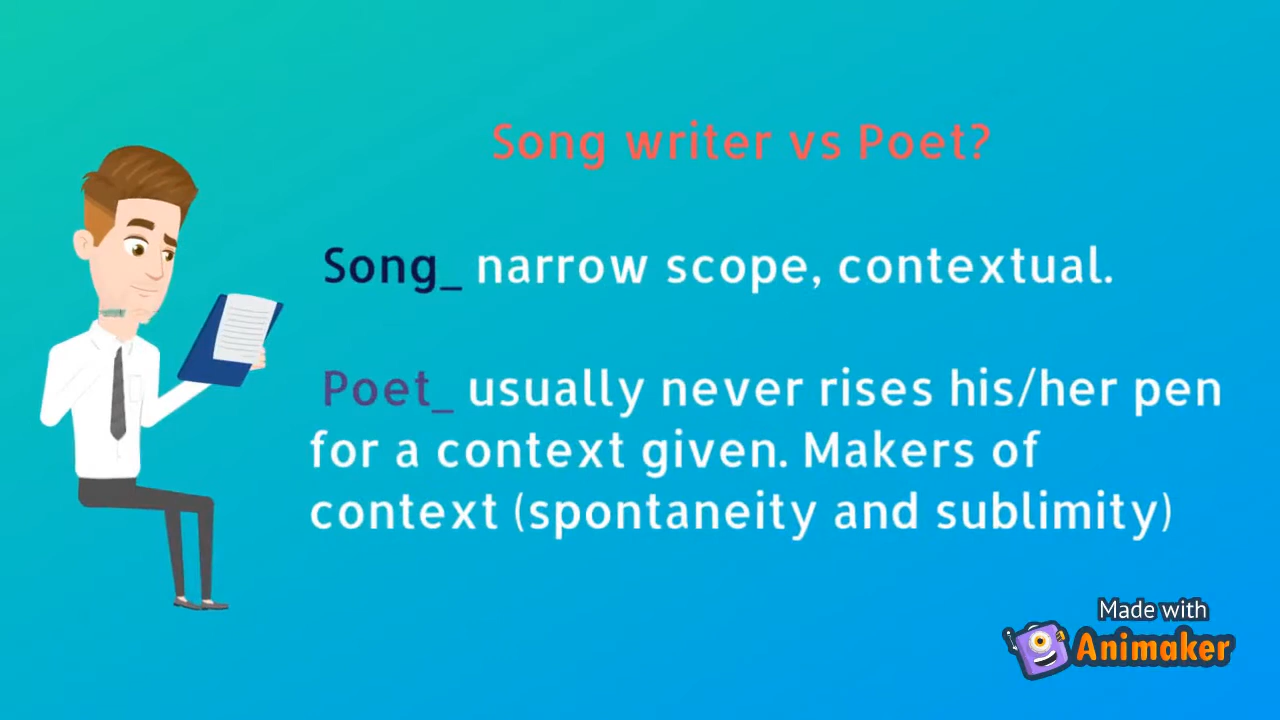 Song writer vs Poet?
Song_ narrow scope, contextual.
Poet_ usually never rises his/her pen
for a context given. Makers of
context (spontaneity and sublimity)
Made with
Animaker